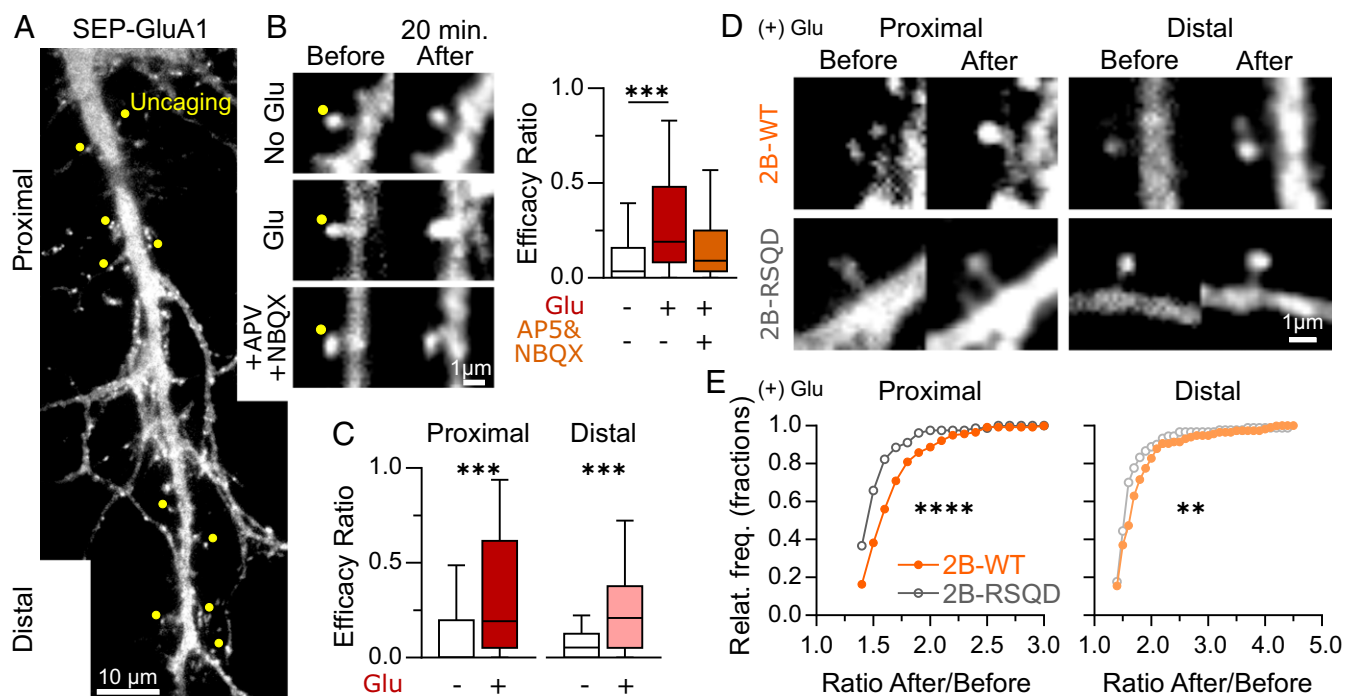 A
SEP-GluA1
Uncaging
Proximal
Distal
10 µm
B
20 min.
Before
After
No Glu
Glu
+APV
+NBQX
1µm
Efficacy Ratio
1.0
0.5
0.0
***
Glu - + +
AP5&
NBQX - - +
C
Proximal
Distal
Efficacy Ratio
1.0
0.5
0.0
***
***
Glu - + - +
D
(+) Glu
Proximal
Distal
Before
After
Before
After
2B-WT
2B-RSQD
1µm
E
(+) Glu
Proximal
Distal
Relat. freq. (fractions)
1.0
0.8
0.6
0.4
0.2
0.0
****
**
2B-WT
2B-RSQD
1.0 1.5 2.0 2.5 3.0
1.0 2.0 3.0 4.0 5.0
Ratio After/Before
Ratio After/Before